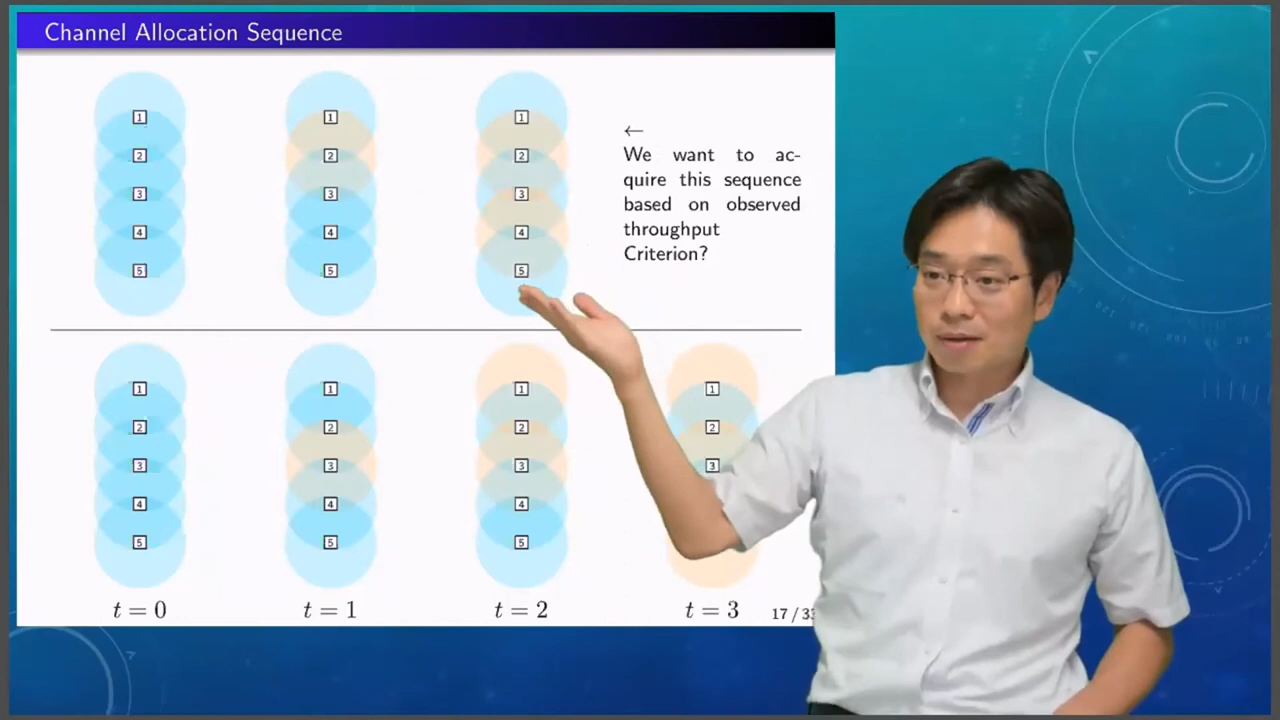 Channel Allocation Sequence
1 1 1
2 2 2
3 3 3
4 4 4
5 5 5
←
We want to ac-
quire this sequence
based on observed
throughput
Criterion?
1 1 1 1
2 2 2 2
3 3 3 3
4 4 4
5 5 5
t = 0 t = 1 t = 2 t = 3
17 / 33